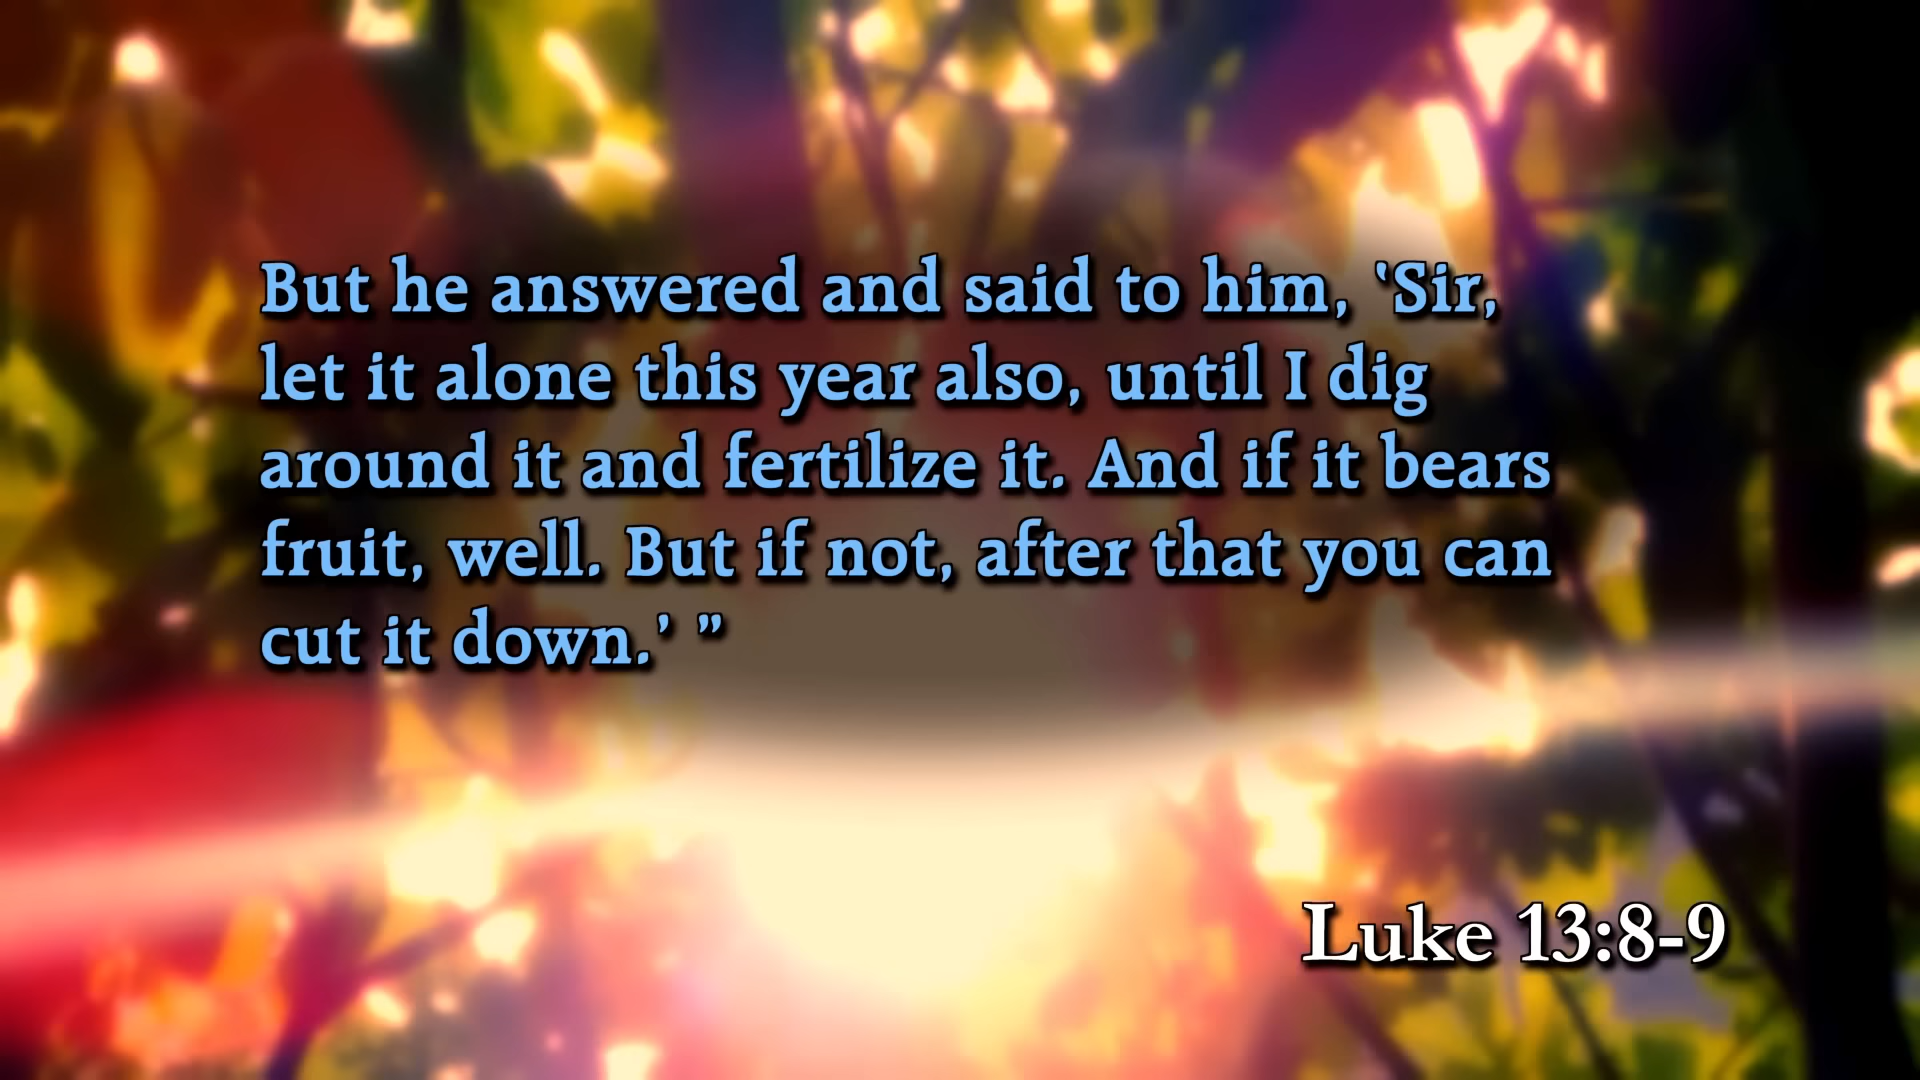 But he answered and said to him, ‘Sir,
let it alone this year also, until I dig
around it and fertilize it. And if it bears
fruit, well. But if not, after that you can
cut it down.’ ”
Luke 13:8-9